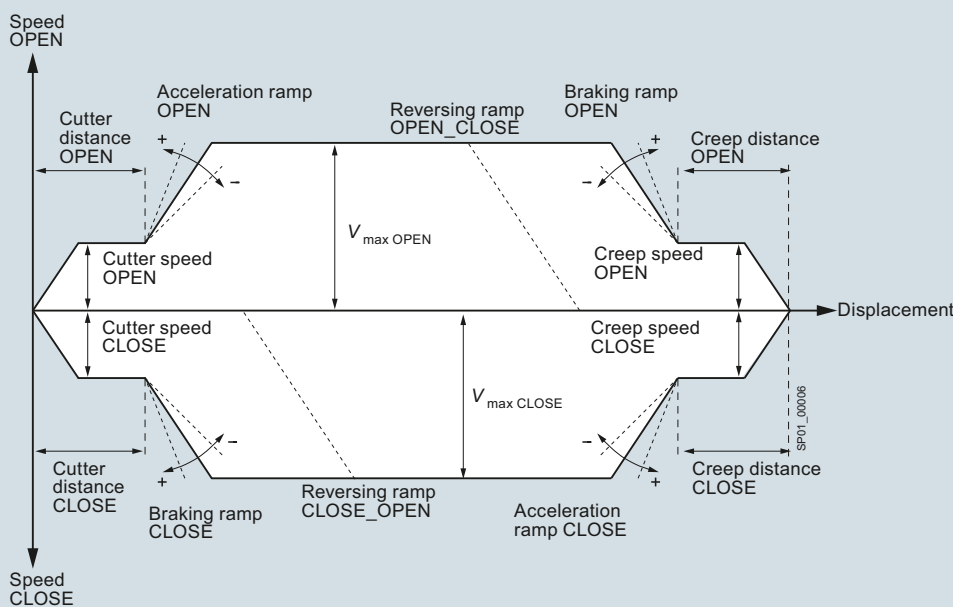 Speed
OPEN
Acceleration ramp
OPEN
Braking ramp
OPEN
Reversing ramp
OPEN_CLOSE
Cutter
distance
OPEN
Creep distance
OPEN
+
+
–
–
V max OPEN
Cutter speed
OPEN
Creep speed
OPEN
Displacement
Cutter speed
CLOSE
Creep speed
CLOSE
V max CLOSE
SP01_00006
–
–
+
+
Cutter
distance
CLOSE
Creep distance
CLOSE
Reversing ramp
CLOSE_OPEN
Braking ramp
CLOSE
Acceleration
ramp CLOSE
Speed
CLOSE